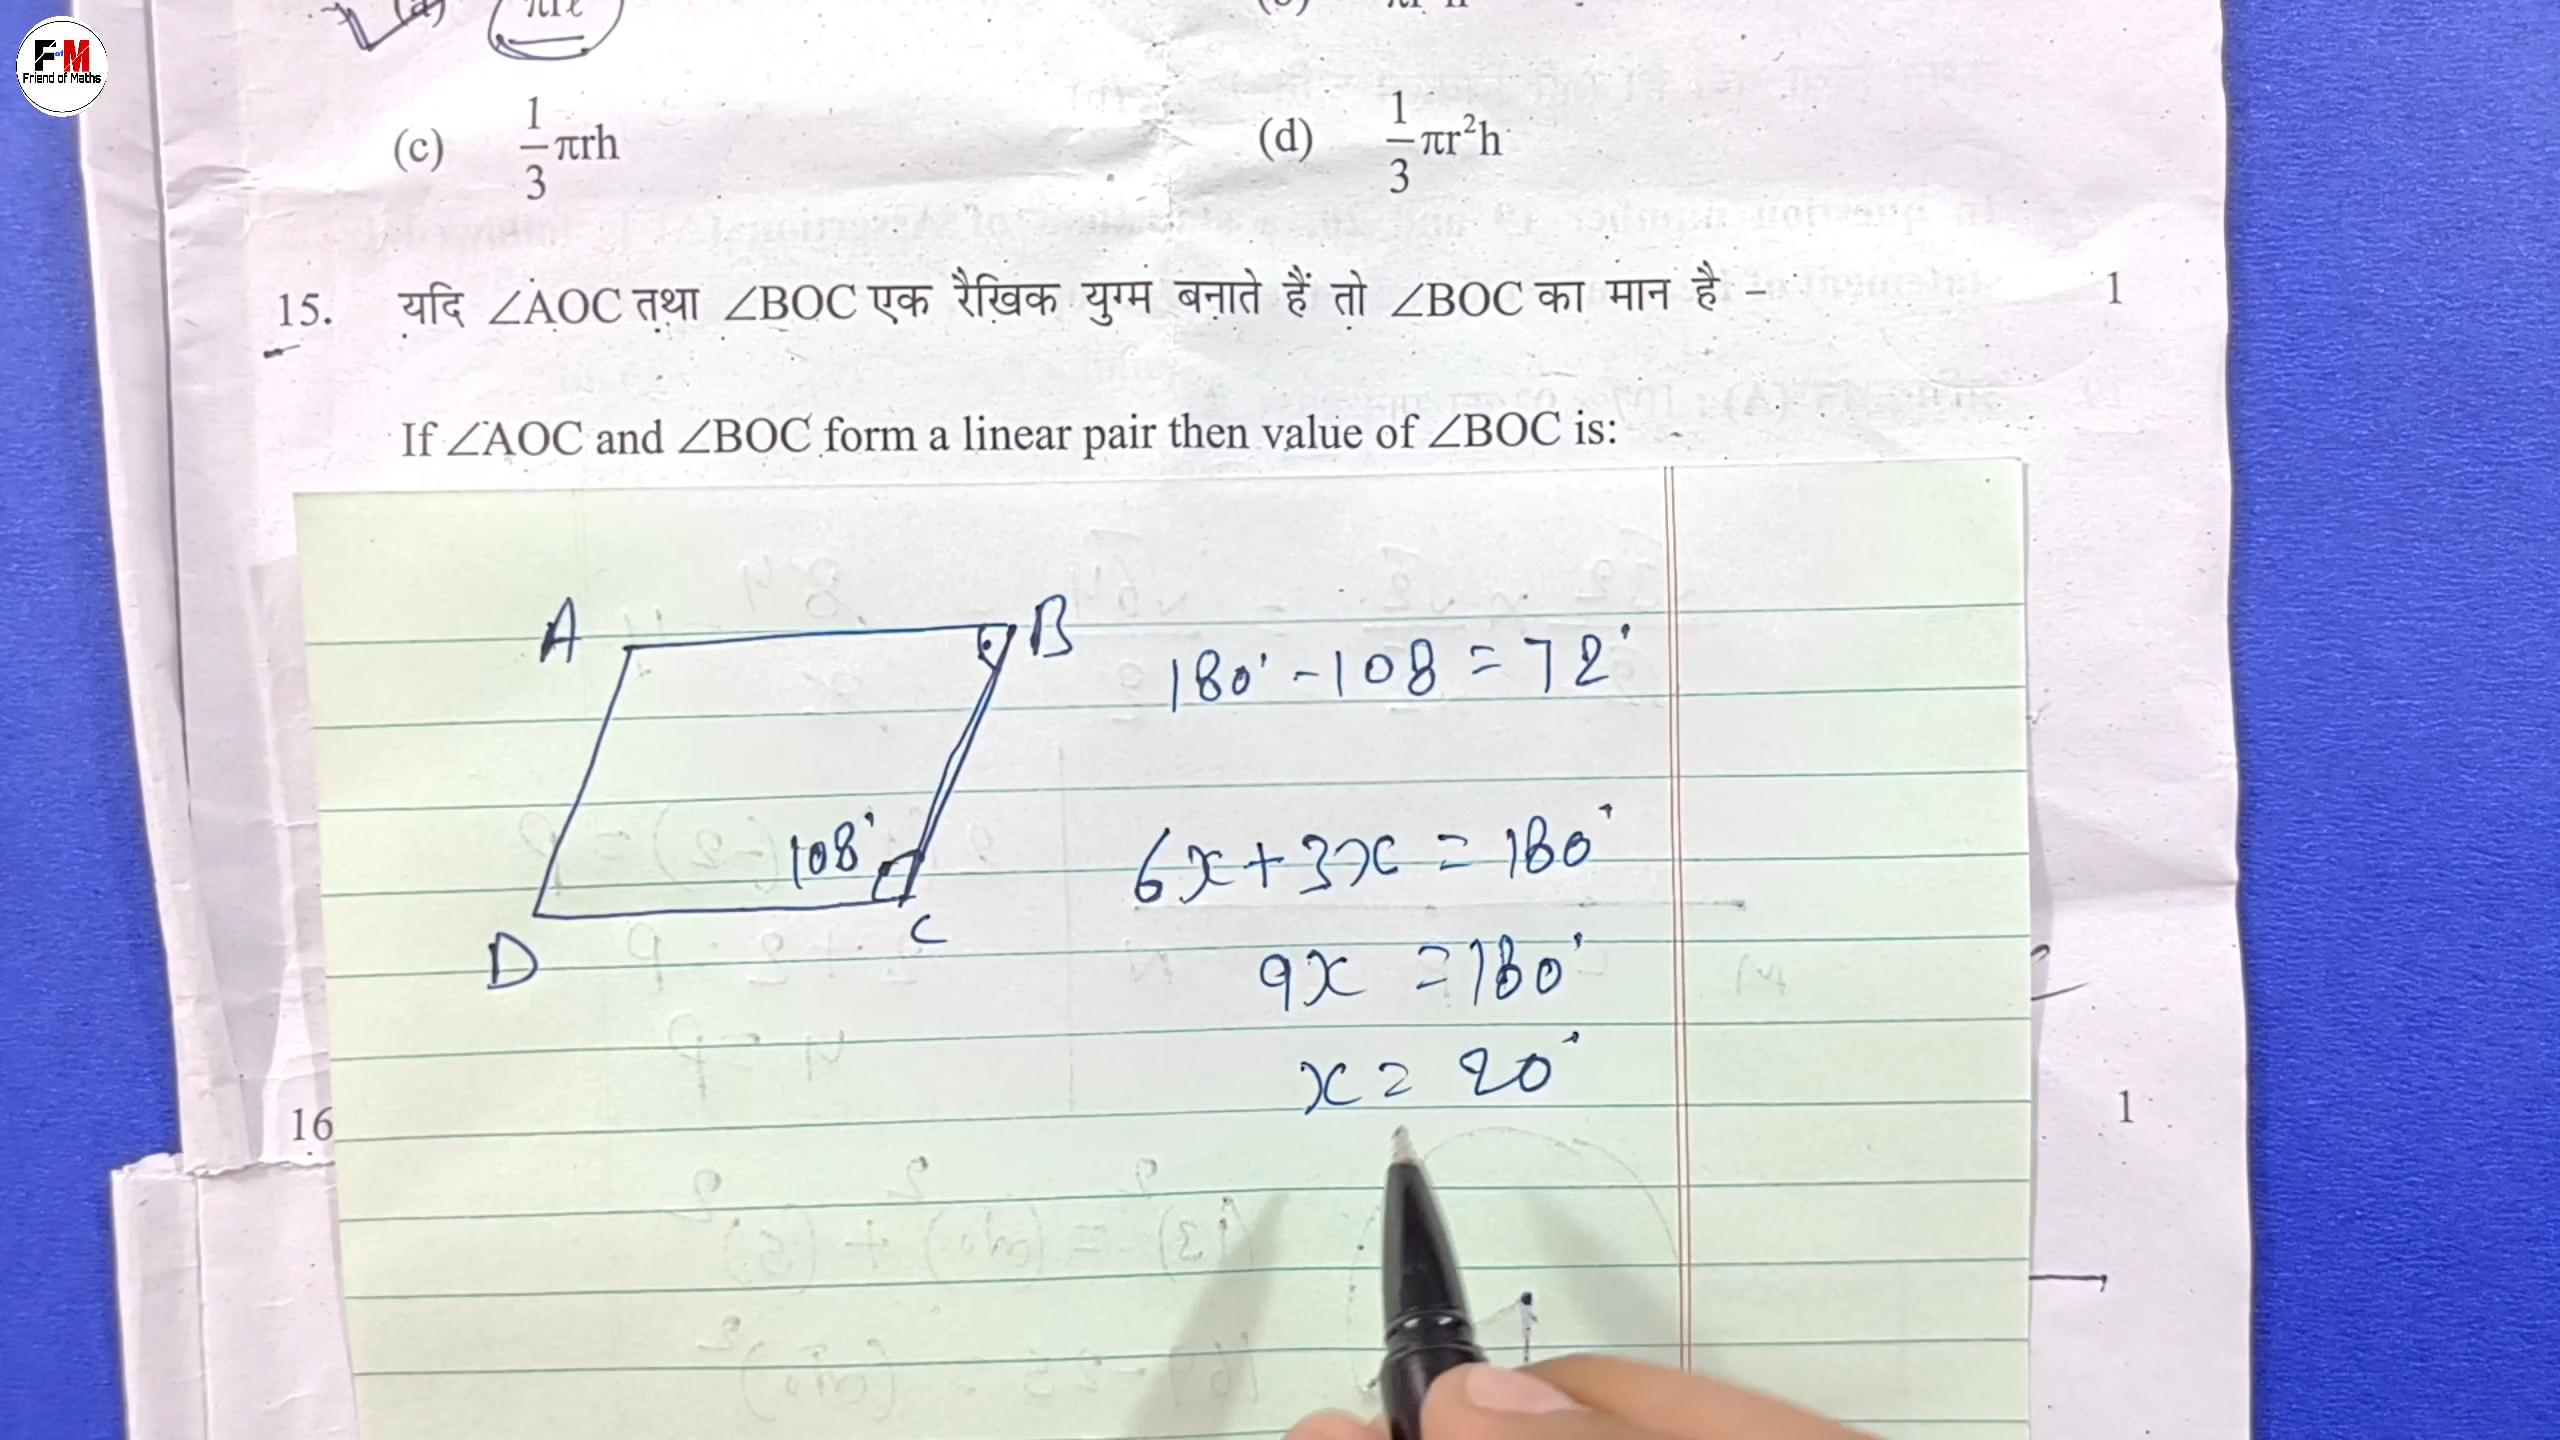 (a) πrℓ
FofM
Friend of Maths
(c) 1/3 πrh (d) 1/3 πr²h
15. यदि ∠AOC तथा ∠BOC एक रैखिक युग्म बनाते हैं तो ∠BOC का मान है – 1
If ∠AOC and ∠BOC form a linear pair then value of ∠BOC is:
A B
180° - 108 = 72°
108°
6x + 3x = 180°
D C
9x = 180°
x = 20°
16 1